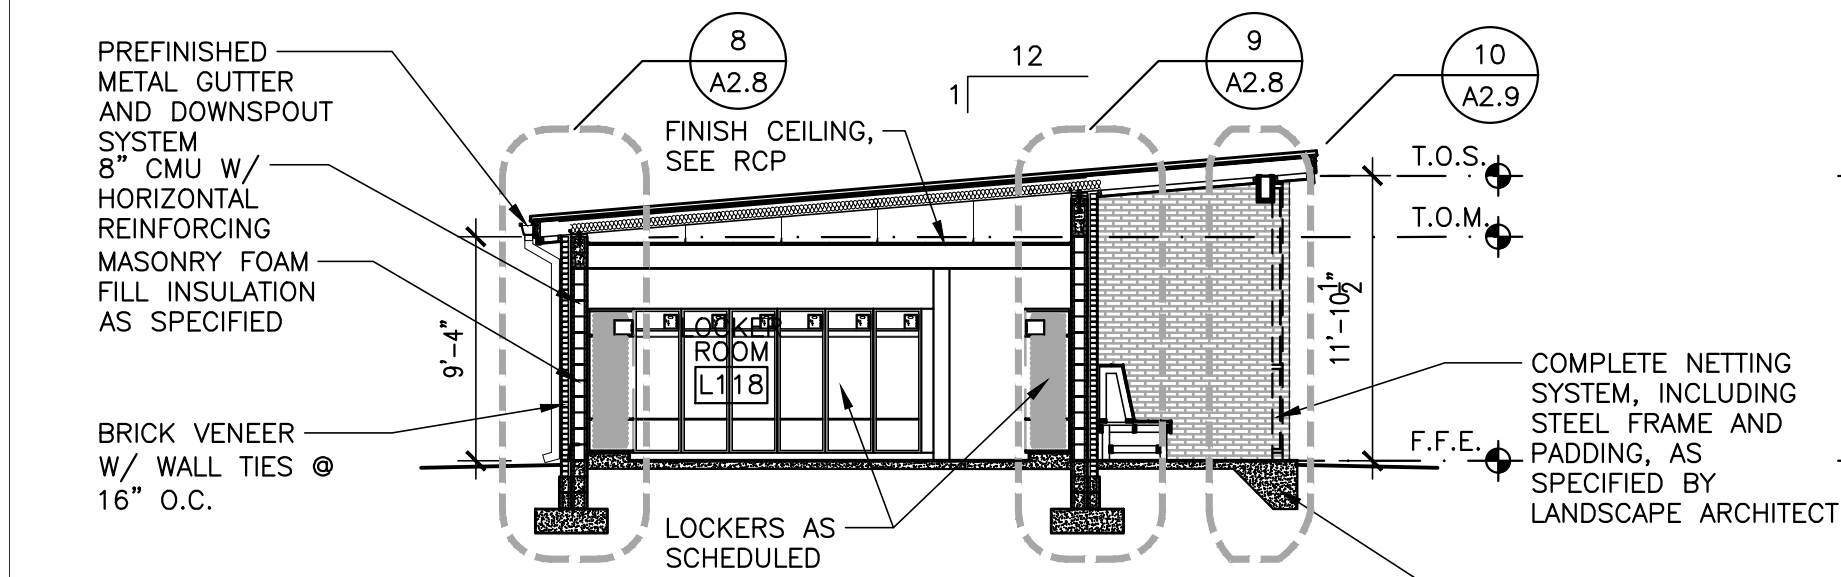 PREFINISHED
METAL GUTTER
AND DOWNSPOUT
SYSTEM
8" CMU W/
HORIZONTAL
REINFORCING
MASONRY FOAM
FILL INSULATION
AS SPECIFIED
BRICK VENEER
W/ WALL TIES @
16" O.C.
9'-4"
8
A2.8
FINISH CEILING,
SEE RCP
12
1
9
A2.8
10
A2.9
LOCKER
ROOM
L118
LOCKERS AS
SCHEDULED
T.O.S.
T.O.M.
11'-10 1/2"
F.F.E.
COMPLETE NETTING
SYSTEM, INCLUDING
STEEL FRAME AND
PADDING, AS
SPECIFIED BY
LANDSCAPE ARCHITECT